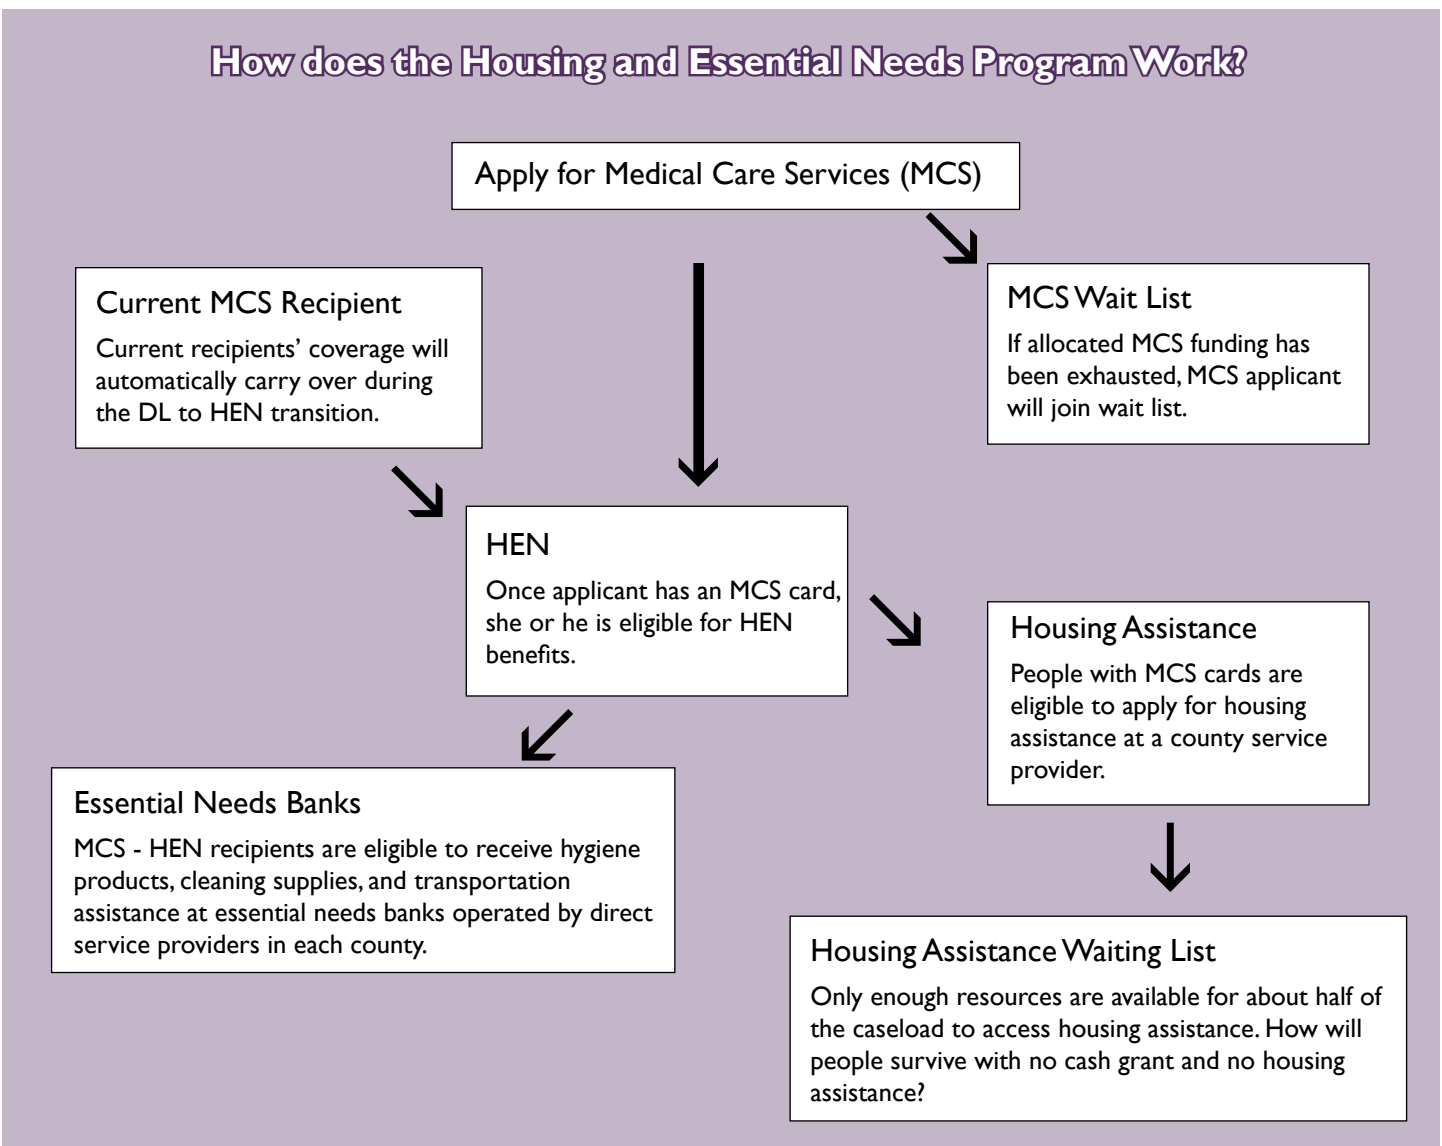 How does the Housing and Essential Needs Program Work?
Apply for Medical Care Services (MCS)
Current MCS Recipient
Current recipients' coverage will
automatically carry over during
the DL to HEN transition.
MCS Wait List
If allocated MCS funding has
been exhausted, MCS applicant
will join wait list.
HEN
Once applicant has an MCS card,
she or he is eligible for HEN
benefits.
Housing Assistance
People with MCS cards are
eligible to apply for housing
assistance at a county service
provider.
Essential Needs Banks
MCS - HEN recipients are eligible to receive hygiene
products, cleaning supplies, and transportation
assistance at essential needs banks operated by direct
service providers in each county.
Housing Assistance Waiting List
Only enough resources are available for about half of
the caseload to access housing assistance. How will
people survive with no cash grant and no housing
assistance?